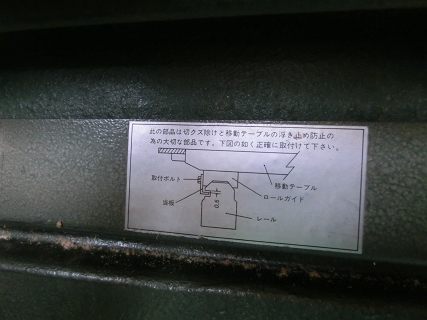 此の部品は切クズ除けと移動テーブルの浮き止め防止の
為の大切な部品です。下図の如く正確に取付けて下さい。
取付ボルト
移動テーブル
ロールガイド
当板
0.5
レール